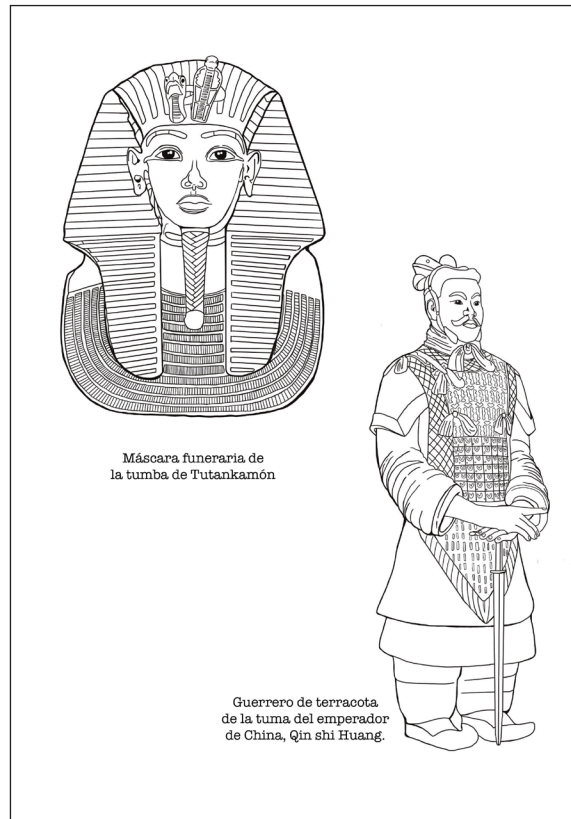 Máscara funeraria de
la tumba de Tutankamón
Guerrero de terracota
de la tuma del emperador
de China, Qin shi Huang.